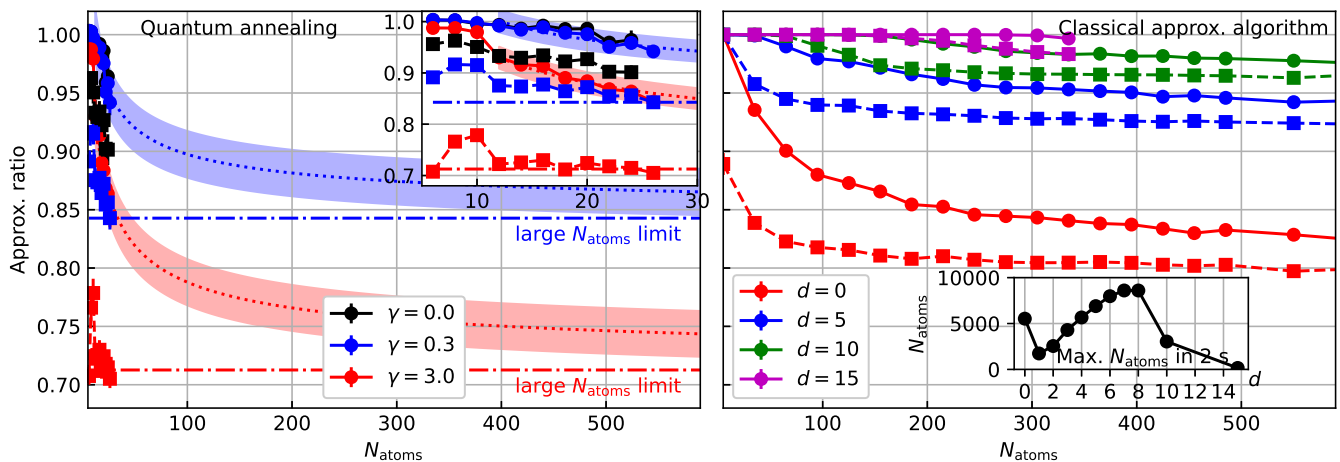 Quantum annealing
Approx. ratio
1.00
0.95
0.90
0.85
0.80
0.75
0.70
1.0
0.9
0.8
0.7
10
20
30
large N_atoms limit
γ = 0.0
γ = 0.3
γ = 3.0
large N_atoms limit
100
200
300
400
500
N_atoms
Classical approx. algorithm
d = 0
d = 5
d = 10
d = 15
N_atoms
10000
5000
0
Max. N_atoms in 2 s
d
0 2 4 6 8 10 12 14
100
200
300
400
500
N_atoms